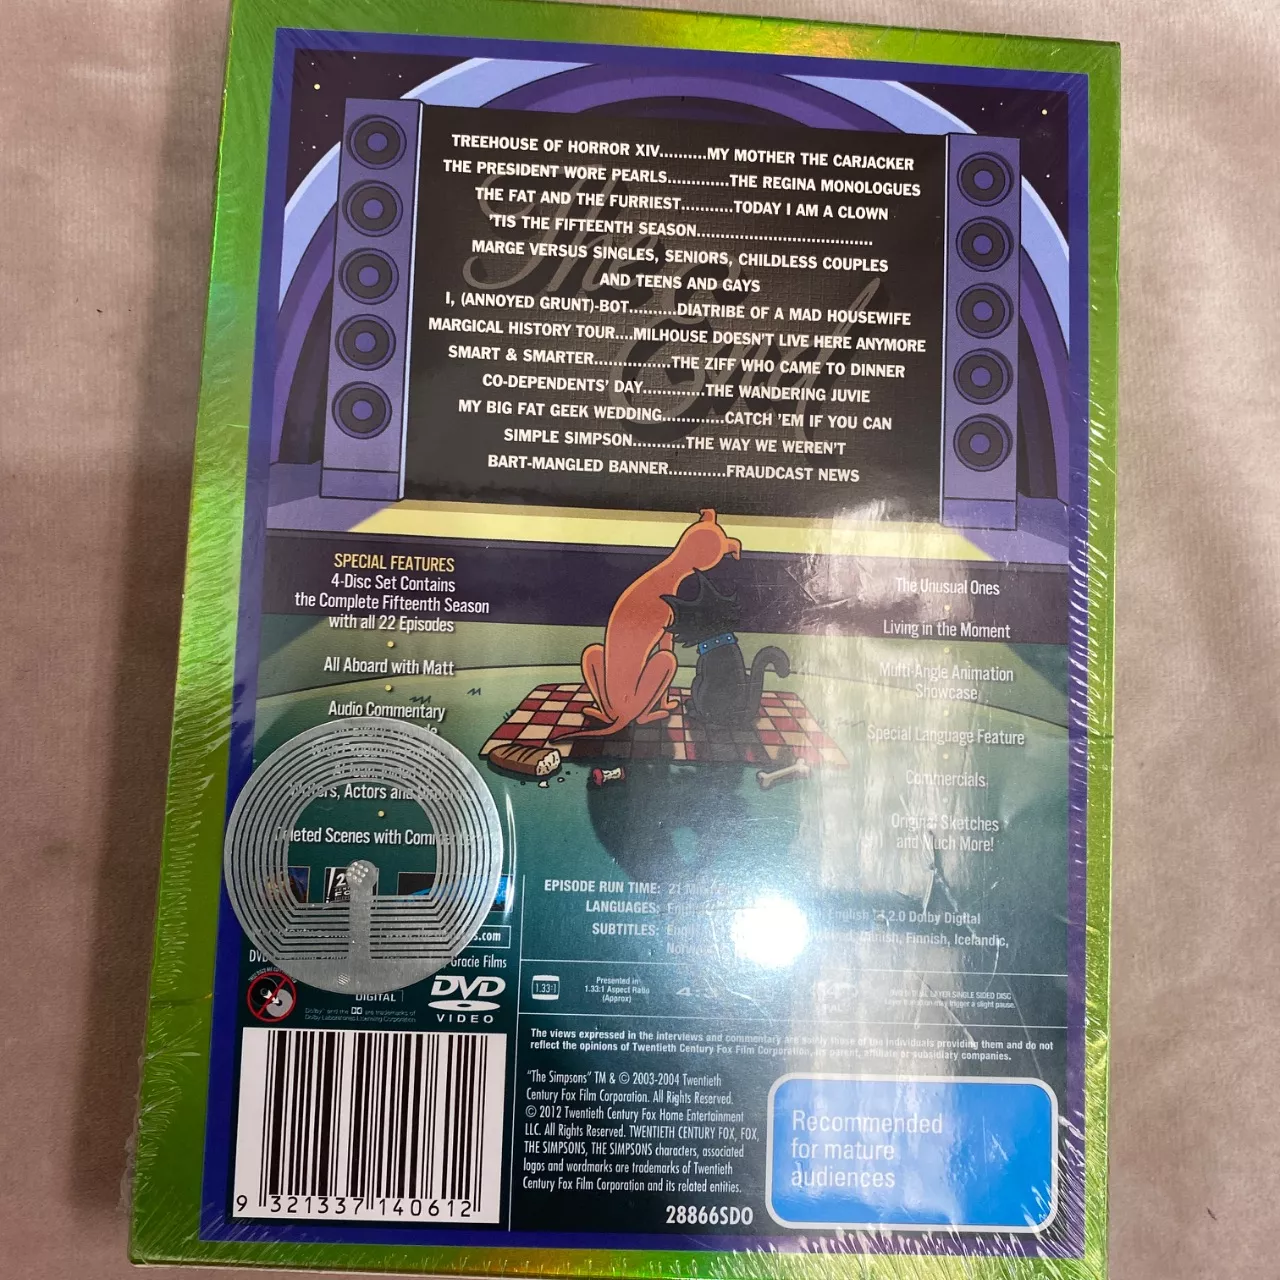 TREEHOUSE OF HORROR XIV..........MY MOTHER THE CARJACKER
THE PRESIDENT WORE PEARLS.............THE REGINA MONOLOGUES
THE FAT AND THE FURRIEST...........TODAY I AM A CLOWN
'TIS THE FIFTEENTH SEASON......................................
MARGE VERSUS SINGLES, SENIORS, CHILDLESS COUPLES
AND TEENS AND GAYS
I, (ANNOYED GRUNT)-BOT..........DIATRIBE OF A MAD HOUSEWIFE
MARGICAL HISTORY TOUR....MILHOUSE DOESN'T LIVE HERE ANYMORE
SMART & SMARTER................THE ZIFF WHO CAME TO DINNER
CO-DEPENDENTS' DAY.............THE WANDERING JUVIE
MY BIG FAT GEEK WEDDING.............CATCH 'EM IF YOU CAN
SIMPLE SIMPSON...........THE WAY WE WEREN'T
BART-MANGLED BANNER............FRAUDCAST NEWS
The End
SPECIAL FEATURES
4-Disc Set Contains
the Complete Fifteenth Season
with all 22 Episodes
All Aboard with Matt
Audio Commentary
Actors and
Scenes with
The Unusual Ones
Living in the Moment
Multi-Angle Animation
Showcase
Special Language Feature
Commercials
Original Sketches
and Much More!
EPISODE RUN TIME: 21
LANGUAGES:
English 2.0 Dolby Digital
SUBTITLES:
Finnish, Icelandic,
.com
Gracie Films
DIGITAL
DVD
VIDEO
1.33:1
Presented in
1.33:1 Aspect Ratio
(Approx)
The views expressed in the interviews and commentary are solely those of the individuals providing them and do not
reflect the opinions of Twentieth Century Fox Film Corporation, its parent, affiliate or subsidiary companies.
"The Simpsons" TM & © 2003-2004 Twentieth
Century Fox Film Corporation. All Rights Reserved.
© 2012 Twentieth Century Fox Home Entertainment
LLC. All Rights Reserved. TWENTIETH CENTURY FOX, FOX,
THE SIMPSONS, THE SIMPSONS characters, associated
logos and wordmarks are trademarks of Twentieth
Century Fox Film Corporation and its related entities.
28866SDO
Recommended
for mature
audiences
9 321337 140612